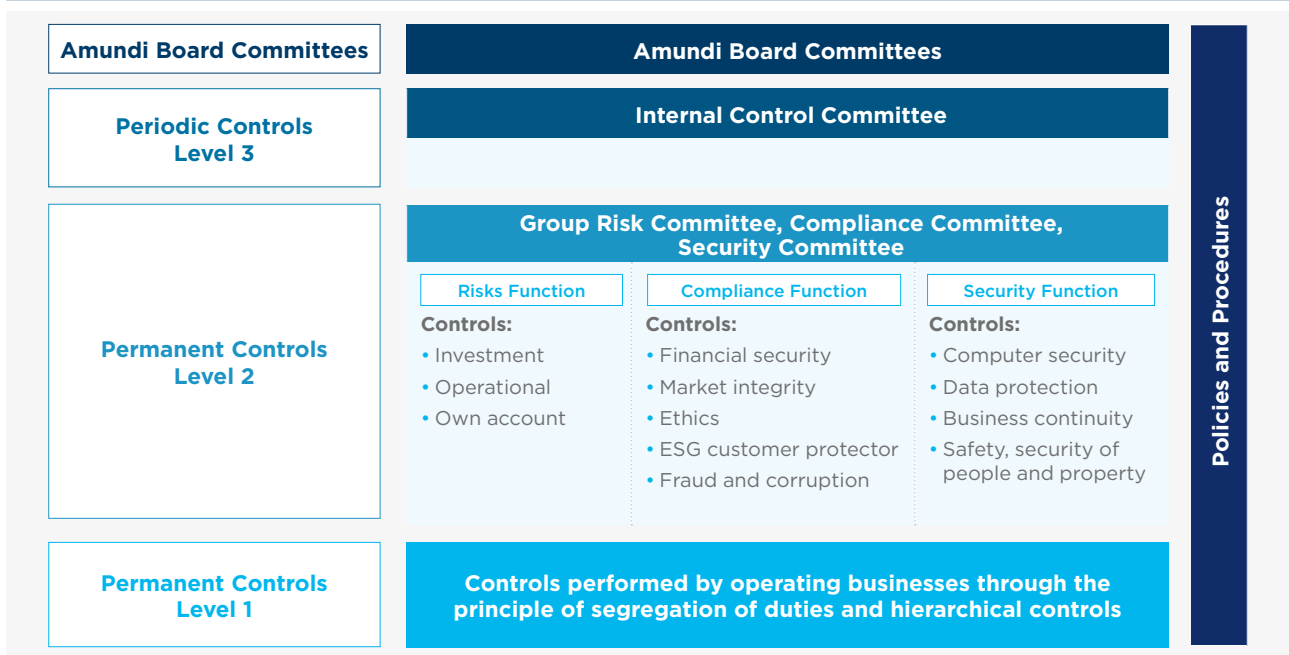 Amundi Board Committees
Amundi Board Committees
Periodic Controls
Level 3
Internal Control Committee
Permanent Controls
Level 2
Group Risk Committee, Compliance Committee,
Security Committee
Risks Function
Controls:
• Investment
• Operational
• Own account
Compliance Function
Controls:
• Financial security
• Market integrity
• Ethics
• ESG customer protector
• Fraud and corruption
Security Function
Controls:
• Computer security
• Data protection
• Business continuity
• Safety, security of
people and property
Permanent Controls
Level 1
Controls performed by operating businesses through the
principle of segregation of duties and hierarchical controls
Policies and Procedures